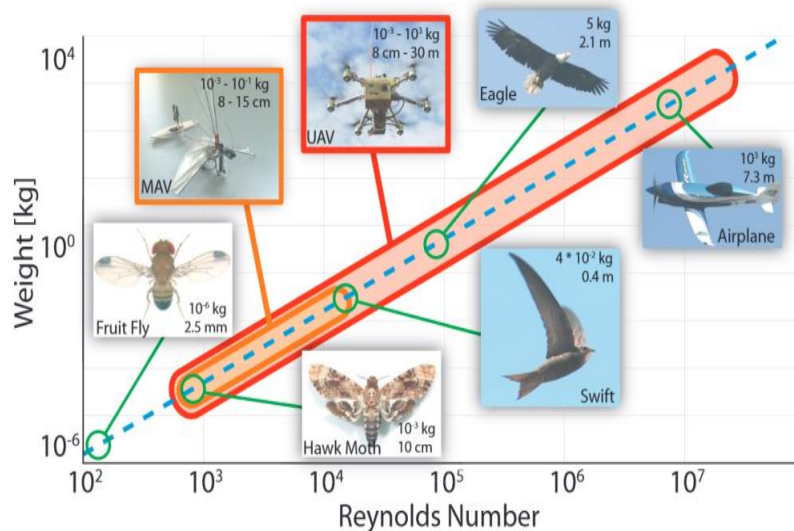 10⁴
10⁰
10⁻⁶
Weight [kg]
10⁻³ - 10⁻¹ kg
8 - 15 cm
MAV
10⁻³ - 10³ kg
8 cm - 30 m
UAV
5 kg
2.1 m
Eagle
10³ kg
7.3 m
Airplane
10⁻⁶ kg
2.5 mm
Fruit Fly
4 * 10⁻² kg
0.4 m
Swift
10⁻³ kg
10 cm
Hawk Moth
10² 10³ 10⁴ 10⁵ 10⁶ 10⁷
Reynolds Number